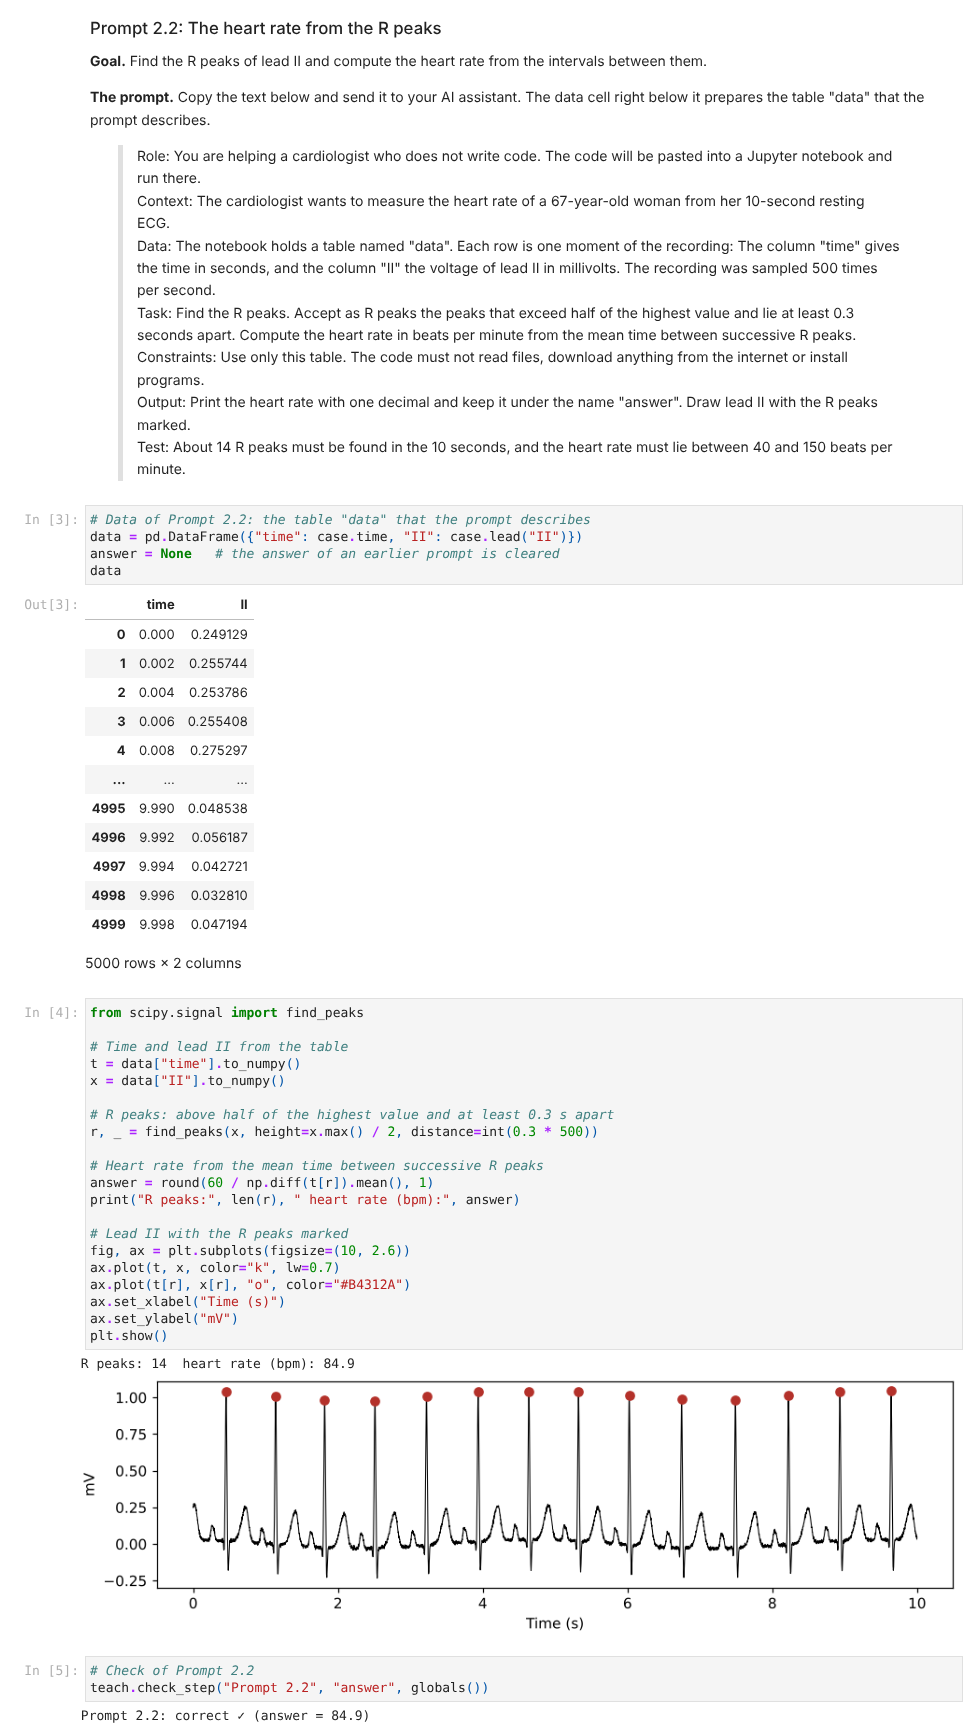 Prompt 2.2: The heart rate from the R peaks
Goal. Find the R peaks of lead II and compute the heart rate from the intervals between them.
The prompt. Copy the text below and send it to your AI assistant. The data cell right below it prepares the table "data" that the
prompt describes.
Role: You are helping a cardiologist who does not write code. The code will be pasted into a Jupyter notebook and
run there.
Context: The cardiologist wants to measure the heart rate of a 67-year-old woman from her 10-second resting
ECG.
Data: The notebook holds a table named "data". Each row is one moment of the recording: The column "time" gives
the time in seconds, and the column "II" the voltage of lead II in millivolts. The recording was sampled 500 times
per second.
Task: Find the R peaks. Accept as R peaks the peaks that exceed half of the highest value and lie at least 0.3
seconds apart. Compute the heart rate in beats per minute from the mean time between successive R peaks.
Constraints: Use only this table. The code must not read files, download anything from the internet or install
programs.
Output: Print the heart rate with one decimal and keep it under the name "answer". Draw lead II with the R peaks
marked.
Test: About 14 R peaks must be found in the 10 seconds, and the heart rate must lie between 40 and 150 beats per
minute.
In [3]:
# Data of Prompt 2.2: the table "data" that the prompt describes
data = pd.DataFrame({"time": case.time, "II": case.lead("II")})
answer = None   # the answer of an earlier prompt is cleared
data
Out[3]:
time II
0 0.000 0.249129
1 0.002 0.255744
2 0.004 0.253786
3 0.006 0.255408
4 0.008 0.275297
... ... ...
4995 9.990 0.048538
4996 9.992 0.056187
4997 9.994 0.042721
4998 9.996 0.032810
4999 9.998 0.047194
5000 rows × 2 columns
In [4]:
from scipy.signal import find_peaks
# Time and lead II from the table
t = data["time"].to_numpy()
x = data["II"].to_numpy()
# R peaks: above half of the highest value and at least 0.3 s apart
r, _ = find_peaks(x, height=x.max() / 2, distance=int(0.3 * 500))
# Heart rate from the mean time between successive R peaks
answer = round(60 / np.diff(t[r]).mean(), 1)
print("R peaks:", len(r), " heart rate (bpm):", answer)
# Lead II with the R peaks marked
fig, ax = plt.subplots(figsize=(10, 2.6))
ax.plot(t, x, color="k", lw=0.7)
ax.plot(t[r], x[r], "o", color="#B4312A")
ax.set_xlabel("Time (s)")
ax.set_ylabel("mV")
plt.show()
R peaks: 14  heart rate (bpm): 84.9
1.00
0.75
0.50
0.25
0.00
−0.25
mV
0 2 4 6 8 10
Time (s)
In [5]:
# Check of Prompt 2.2
teach.check_step("Prompt 2.2", "answer", globals())
Prompt 2.2: correct ✓ (answer = 84.9)